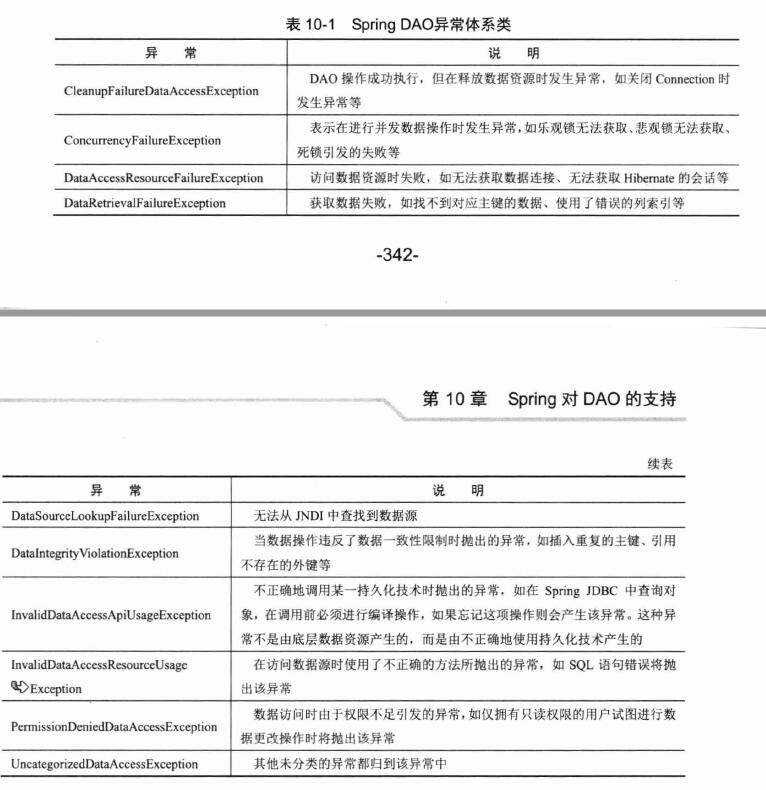 表 10-1 Spring DAO异常体系类
异 常 说 明
CleanupFailureDataAccessException
DAO 操作成功执行，但在释放数据资源时发生异常，如关闭 Connection 时
发生异常等
ConcurrencyFailureException
表示在进行并发数据操作时发生异常，如乐观锁无法获取、悲观锁无法获取、
死锁引发的失败等
DataAccessResourceFailureException
访问数据资源时失败，如无法获取数据连接、无法获取 Hibernate 的会话等
DataRetrievalFailureException
获取数据失败，如找不到对应主键的数据、使用了错误的列索引等
-342-
第 10 章 Spring 对 DAO 的支持
续表
异 常 说 明
DataSourceLookupFailureException
无法从 JNDI 中查找到数据源
DataIntegrityViolationException
当数据操作违反了数据一致性限制时抛出的异常，如插入重复的主键、引用
不存在的外键等
InvalidDataAccessApiUsageException
不正确地调用某一持久化技术时抛出的异常，如在 Spring JDBC 中查询对
象，在调用前必须进行编译操作，如果忘记这项操作则会产生该异常。这种异
常不是由底层数据资源产生的，而是由不正确地使用持久化技术产生的
InvalidDataAccessResourceUsage
Exception
在访问数据源时使用了不正确的方法所抛出的异常，如 SQL 语句错误将抛
出该异常
PermissionDeniedDataAccessException
数据访问时由于权限不足引发的异常，如仅拥有只读权限的用户试图进行数
据更改操作时将抛出该异常
UncategorizedDataAccessException
其他未分类的异常都归到该异常中